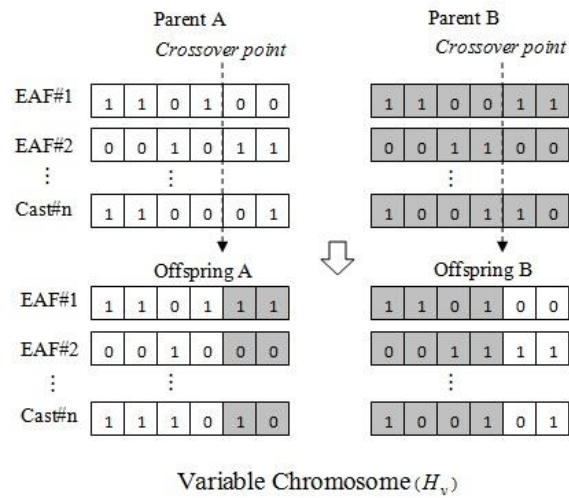 Parent A Parent B
Crossover point Crossover point
EAF#1 1 1 0 1 0 0 1 1 0 0 1 1
EAF#2 0 0 1 0 1 1 0 0 1 1 0 0
⋮ ⋮ ⋮
Cast#n 1 1 0 0 0 1 1 0 0 1 1 0
Offspring A Offspring B
EAF#1 1 1 0 1 1 1 1 1 0 1 0 0
EAF#2 0 0 1 0 0 0 0 0 1 1 1 1
⋮ ⋮ ⋮
Cast#n 1 1 1 0 1 0 1 0 0 1 0 1
Variable Chromosome (H_v)